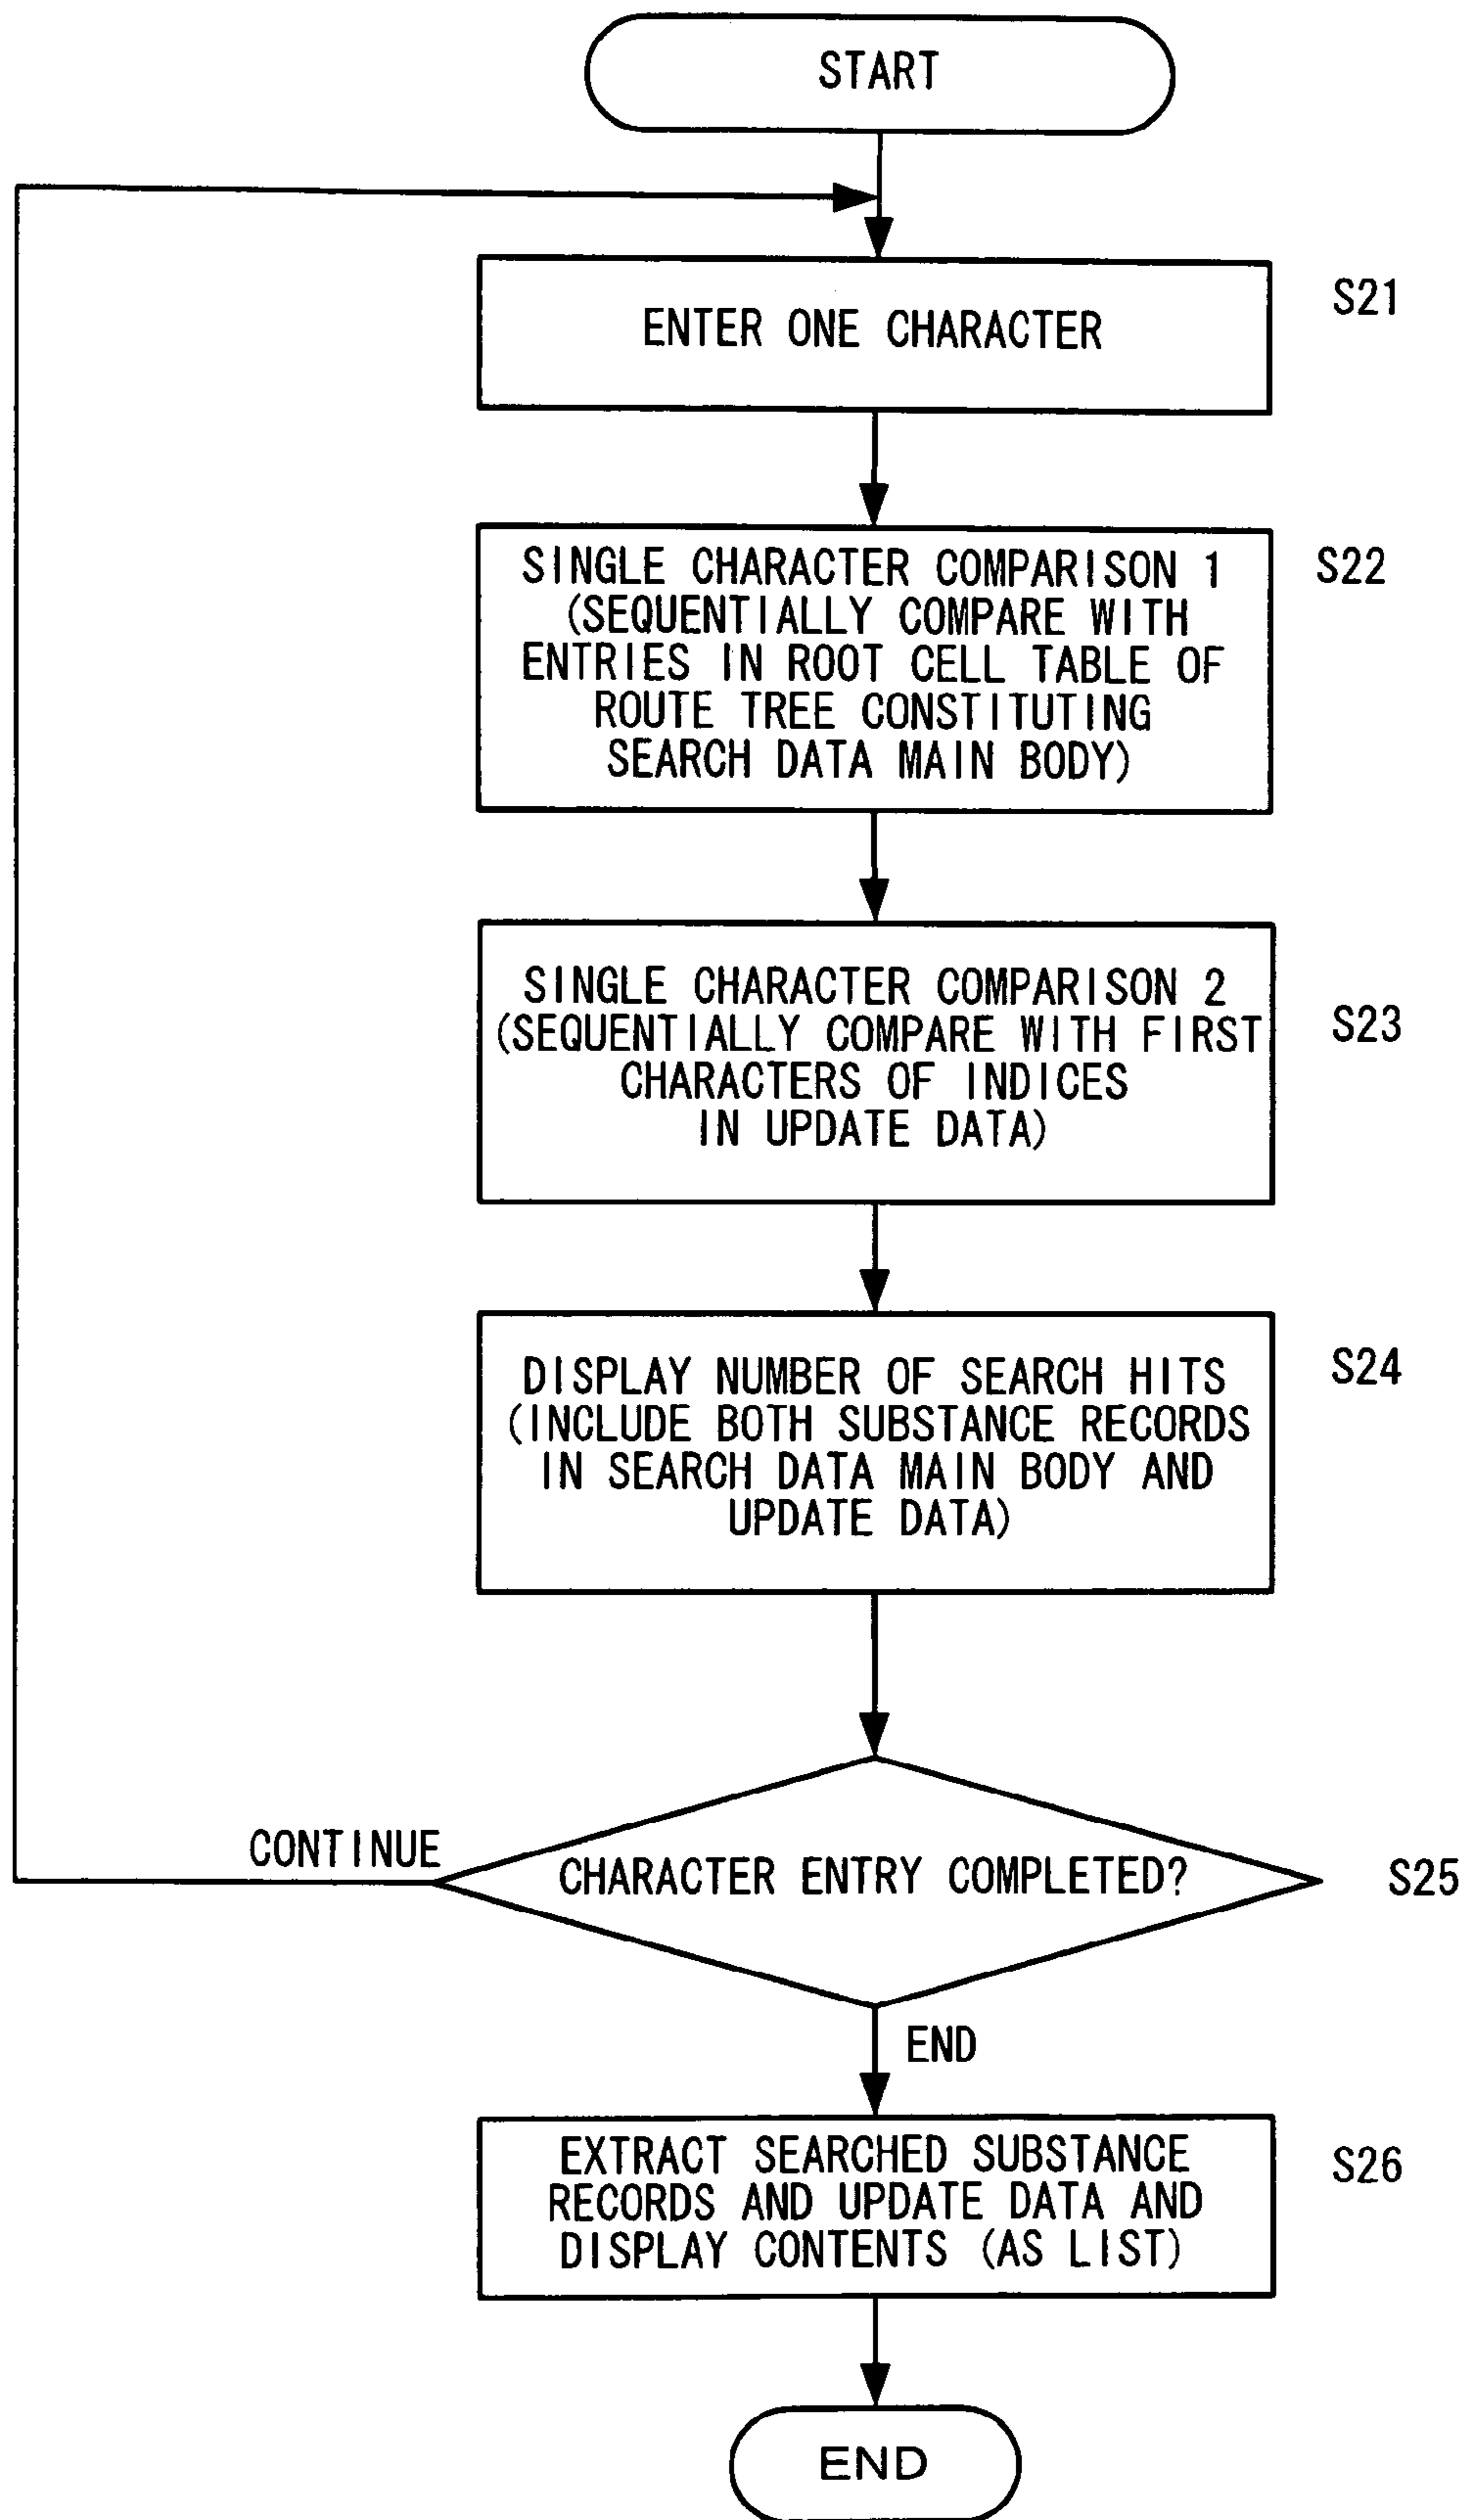 START
ENTER ONE CHARACTER
S21
SINGLE CHARACTER COMPARISON 1
(SEQUENTIALLY COMPARE WITH
ENTRIES IN ROOT CELL TABLE OF
ROUTE TREE CONSTITUTING
SEARCH DATA MAIN BODY)
S22
SINGLE CHARACTER COMPARISON 2
(SEQUENTIALLY COMPARE WITH FIRST
CHARACTERS OF INDICES
IN UPDATE DATA)
S23
DISPLAY NUMBER OF SEARCH HITS
(INCLUDE BOTH SUBSTANCE RECORDS
IN SEARCH DATA MAIN BODY AND
UPDATE DATA)
S24
CONTINUE
CHARACTER ENTRY COMPLETED?
S25
END
EXTRACT SEARCHED SUBSTANCE
RECORDS AND UPDATE DATA AND
DISPLAY CONTENTS (AS LIST)
S26
END